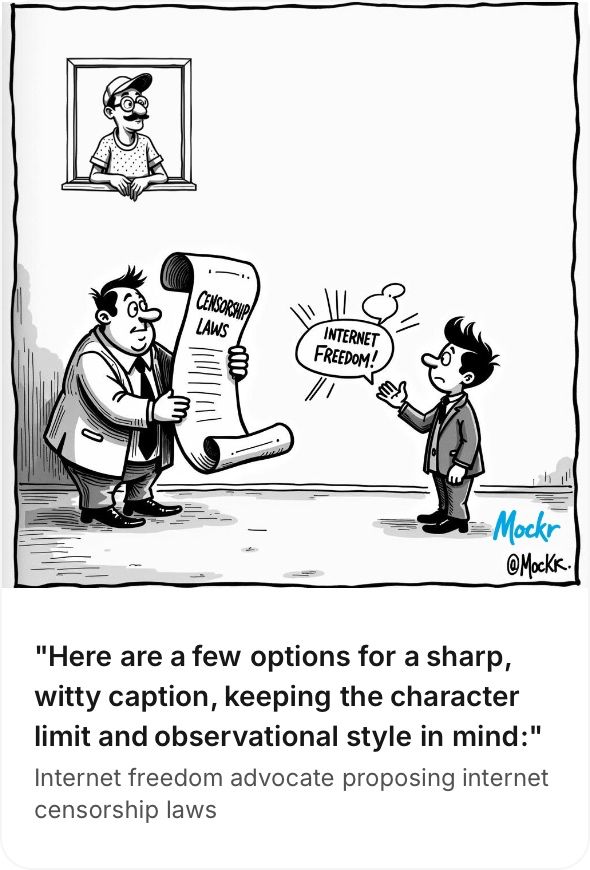 CENSORSHIP
LAWS
INTERNET
FREEDOM!
Mockr
@MocKK.
"Here are a few options for a sharp,
witty caption, keeping the character
limit and observational style in mind:"
Internet freedom advocate proposing internet
censorship laws